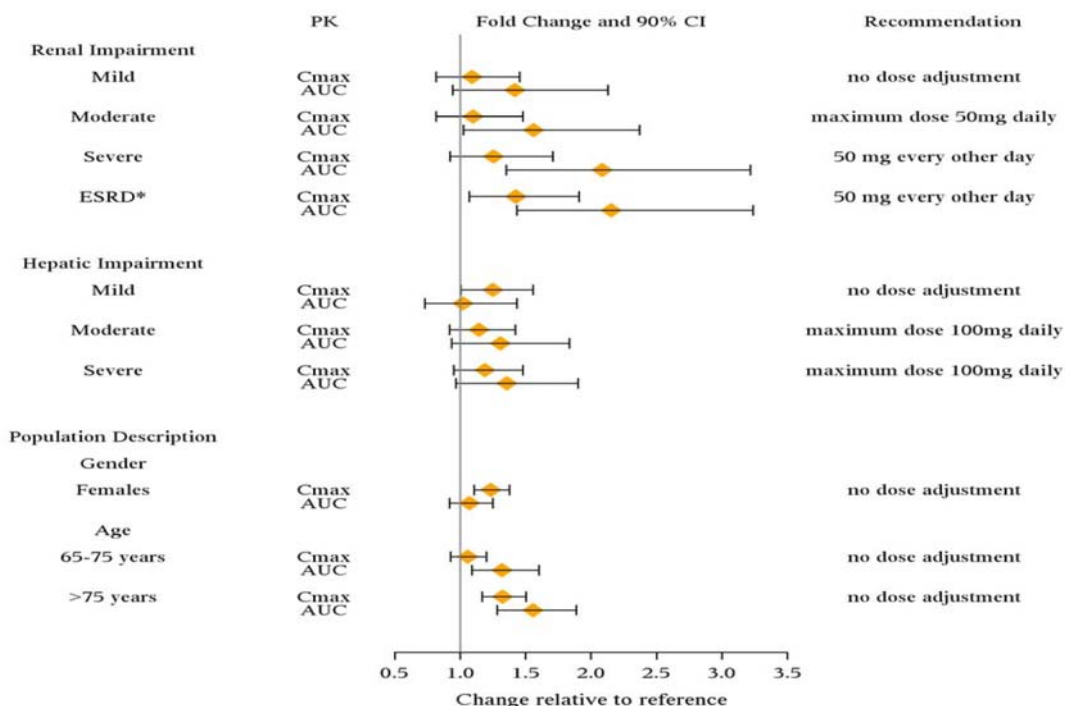 PK Fold Change and 90% CI Recommendation
Renal Impairment
Mild Cmax no dose adjustment
AUC
Moderate Cmax maximum dose 50mg daily
AUC
Severe Cmax 50 mg every other day
AUC
ESRD* Cmax 50 mg every other day
AUC
Hepatic Impairment
Mild Cmax no dose adjustment
AUC
Moderate Cmax maximum dose 100mg daily
AUC
Severe Cmax maximum dose 100mg daily
AUC
Population Description
Gender
Females Cmax no dose adjustment
AUC
Age
65-75 years Cmax no dose adjustment
AUC
>75 years Cmax no dose adjustment
AUC
0.5 1.0 1.5 2.0 2.5 3.0 3.5
Change relative to reference